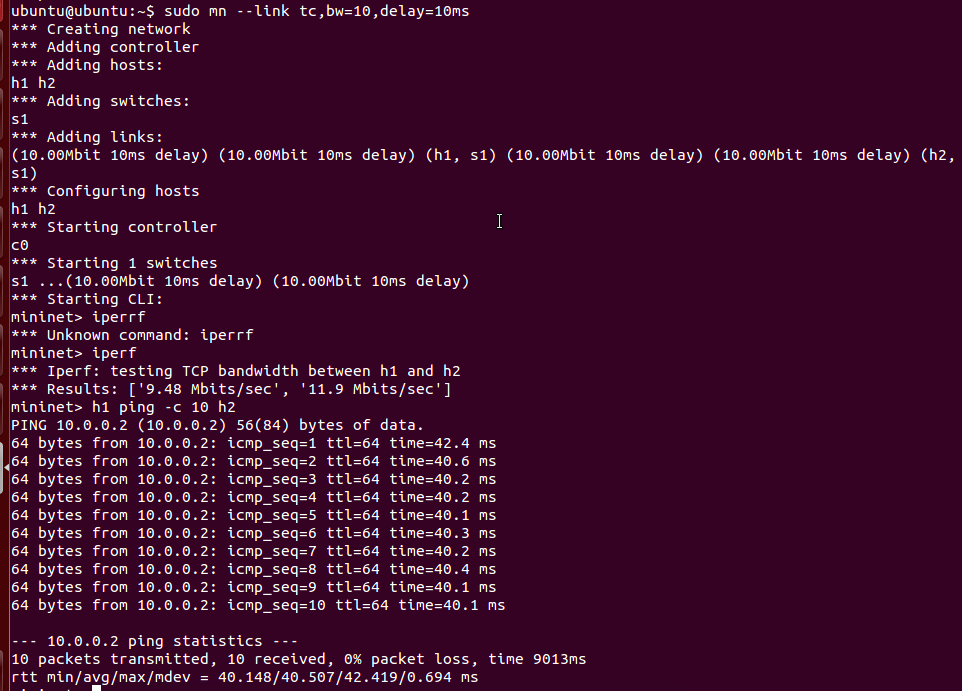 ubuntu@ubuntu:~$ sudo mn --link tc,bw=10,delay=10ms
*** Creating network
*** Adding controller
*** Adding hosts:
h1 h2
*** Adding switches:
s1
*** Adding links:
(10.00Mbit 10ms delay) (10.00Mbit 10ms delay) (h1, s1) (10.00Mbit 10ms delay) (10.00Mbit 10ms delay) (h2,
s1)
*** Configuring hosts
h1 h2
*** Starting controller
c0
*** Starting 1 switches
s1 ...(10.00Mbit 10ms delay) (10.00Mbit 10ms delay)
*** Starting CLI:
mininet> iperrf
*** Unknown command: iperrf
mininet> iperf
*** Iperf: testing TCP bandwidth between h1 and h2
*** Results: ['9.48 Mbits/sec', '11.9 Mbits/sec']
mininet> h1 ping -c 10 h2
PING 10.0.0.2 (10.0.0.2) 56(84) bytes of data.
64 bytes from 10.0.0.2: icmp_seq=1 ttl=64 time=42.4 ms
64 bytes from 10.0.0.2: icmp_seq=2 ttl=64 time=40.6 ms
64 bytes from 10.0.0.2: icmp_seq=3 ttl=64 time=40.2 ms
64 bytes from 10.0.0.2: icmp_seq=4 ttl=64 time=40.2 ms
64 bytes from 10.0.0.2: icmp_seq=5 ttl=64 time=40.1 ms
64 bytes from 10.0.0.2: icmp_seq=6 ttl=64 time=40.3 ms
64 bytes from 10.0.0.2: icmp_seq=7 ttl=64 time=40.2 ms
64 bytes from 10.0.0.2: icmp_seq=8 ttl=64 time=40.4 ms
64 bytes from 10.0.0.2: icmp_seq=9 ttl=64 time=40.1 ms
64 bytes from 10.0.0.2: icmp_seq=10 ttl=64 time=40.1 ms
--- 10.0.0.2 ping statistics ---
10 packets transmitted, 10 received, 0% packet loss, time 9013ms
rtt min/avg/max/mdev = 40.148/40.507/42.419/0.694 ms